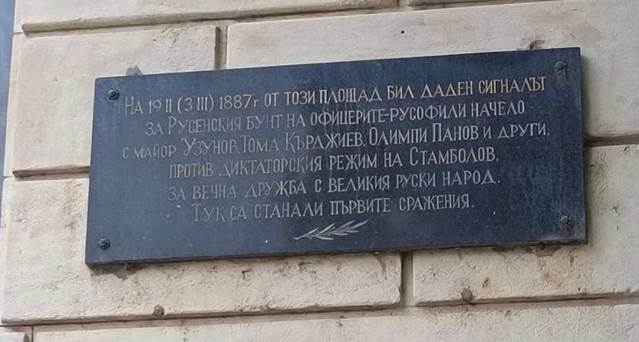 На 19 II (3 III) 1887 г. от този площад бил даден сигналът
за Русенския бунт на офицерите-русофили начело
с майор Узунов, Тома Кърджиев, Олимпи Панов и други,
против диктаторския режим на Стамболов,
за вечна дружба с великия руски народ.
Тук са станали първите сражения.